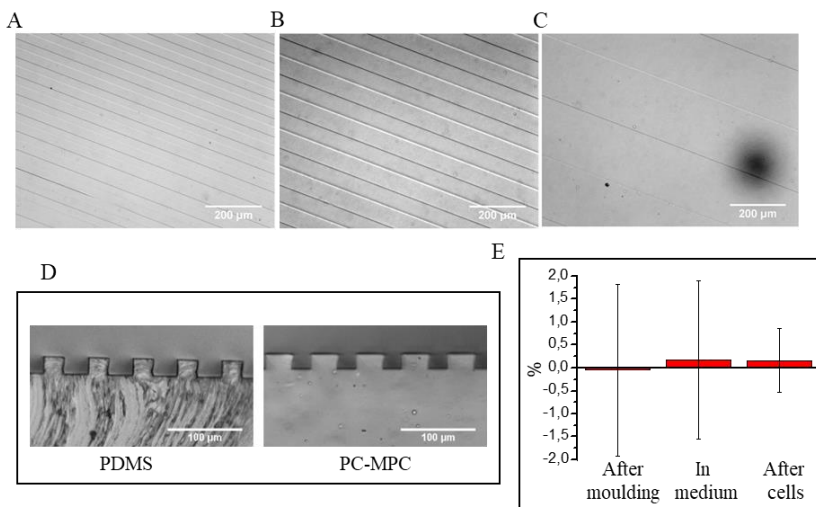 A
B
C
200 µm
200 µm
200 µm
D
E
100 µm
100 µm
PDMS
PC-MPC
%
2,0
1,5
1,0
0,5
0,0
-0,5
-1,0
-1,5
-2,0
After
moulding
In
medium
After
cells